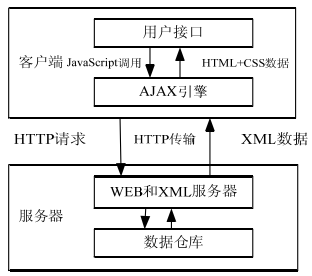 用户接口
客户端 JavaScript调用 HTML+CSS数据
AJAX引擎
HTTP请求 HTTP传输 XML数据
WEB和XML服务器
服务器
数据仓库